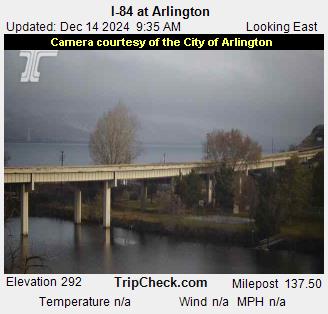 I-84 at Arlington
Updated: Dec 14 2024 9:35 AM Looking East
Camera courtesy of the City of Arlington
Elevation 292 TripCheck.com Milepost 137.50
Temperature n/a Wind n/a MPH n/a